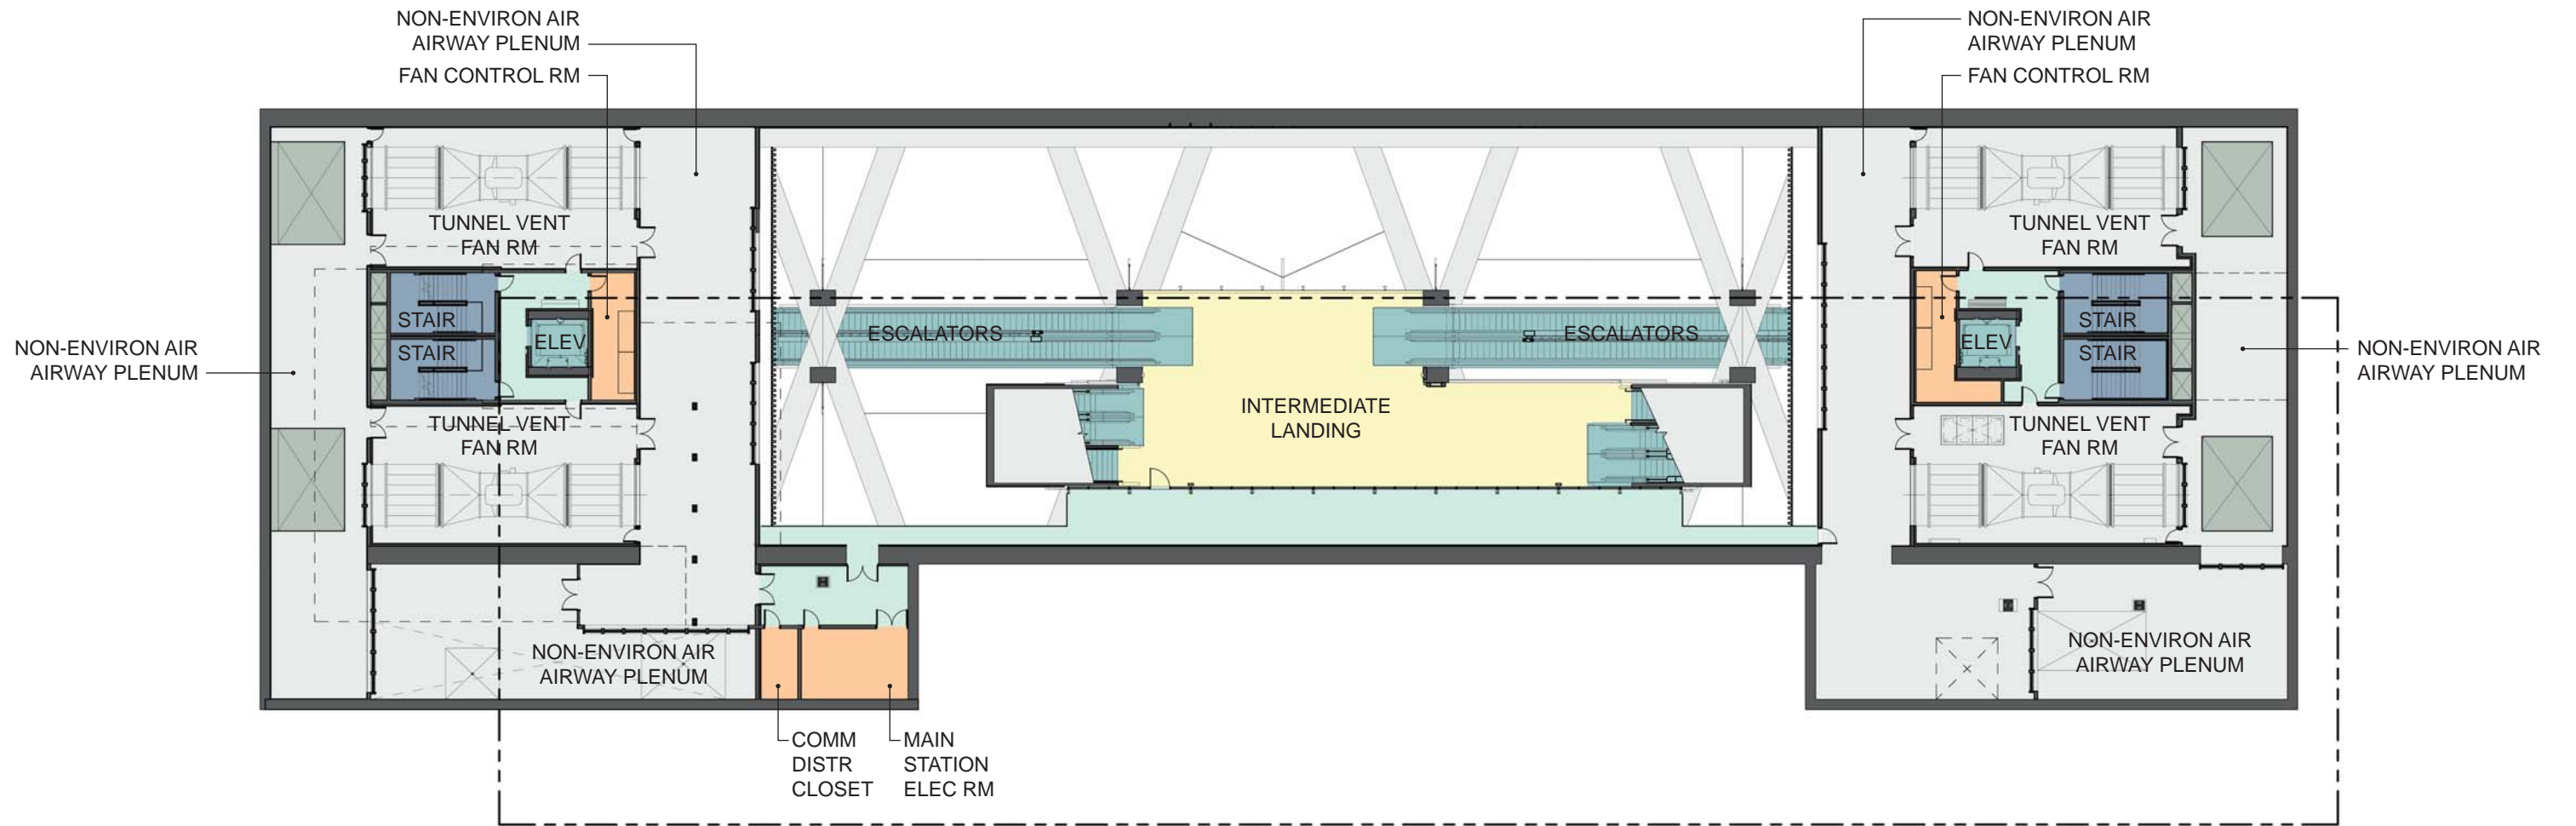 NON-ENVIRON AIR
AIRWAY PLENUM
FAN CONTROL RM
NON-ENVIRON AIR
AIRWAY PLENUM
FAN CONTROL RM
TUNNEL VENT
FAN RM
TUNNEL VENT
FAN RM
STAIR
STAIR
ELEV
ESCALATORS
ESCALATORS
ELEV
STAIR
STAIR
NON-ENVIRON AIR
AIRWAY PLENUM
NON-ENVIRON AIR
AIRWAY PLENUM
TUNNEL VENT
FAN RM
INTERMEDIATE
LANDING
TUNNEL VENT
FAN RM
NON-ENVIRON AIR
AIRWAY PLENUM
NON-ENVIRON AIR
AIRWAY PLENUM
COMM
DISTR
CLOSET
MAIN
STATION
ELEC RM